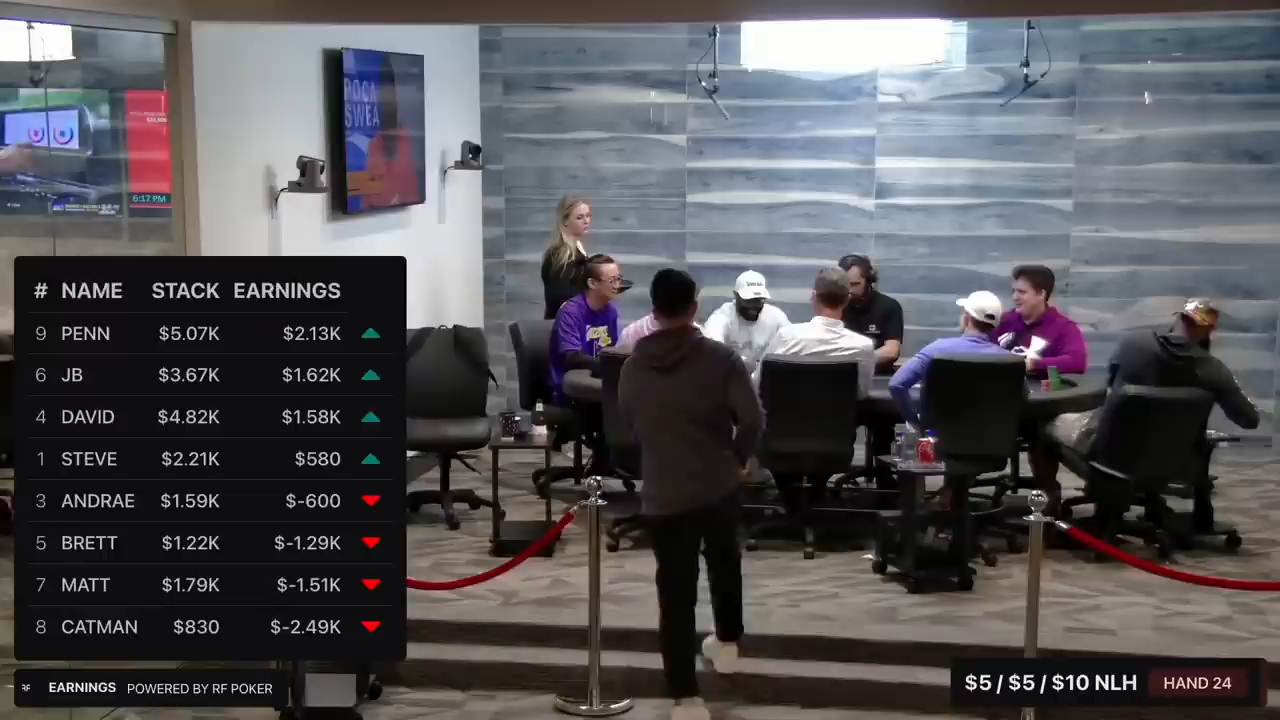 POCA
SWEA
6:17 PM
# NAME STACK EARNINGS
9 PENN $5.07K $2.13K
6 JB $3.67K $1.62K
4 DAVID $4.82K $1.58K
1 STEVE $2.21K $580
3 ANDRAE $1.59K $-600
5 BRETT $1.22K $-1.29K
7 MATT $1.79K $-1.51K
8 CATMAN $830 $-2.49K
RF EARNINGS POWERED BY RF POKER
$5 / $5 / $10 NLH HAND 24